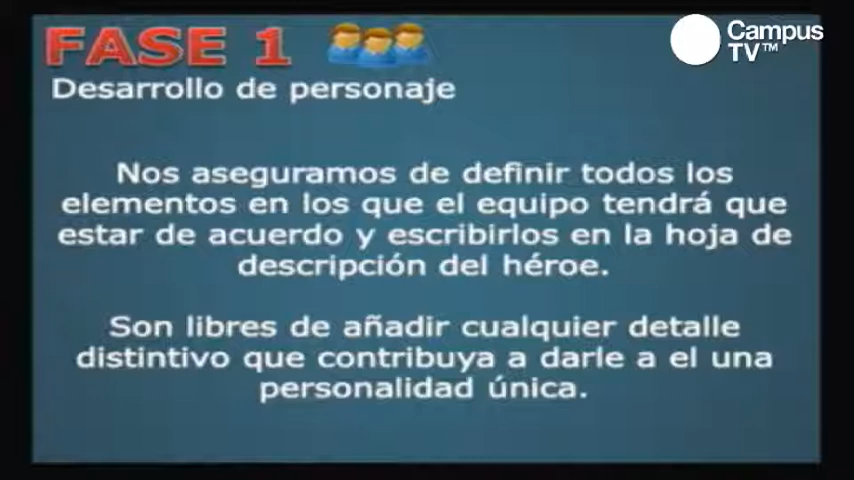 FASE 1
Campus
TV™
Desarrollo de personaje
Nos aseguramos de definir todos los
elementos en los que el equipo tendrá que
estar de acuerdo y escribirlos en la hoja de
descripción del héroe.
Son libres de añadir cualquier detalle
distintivo que contribuya a darle a el una
personalidad única.